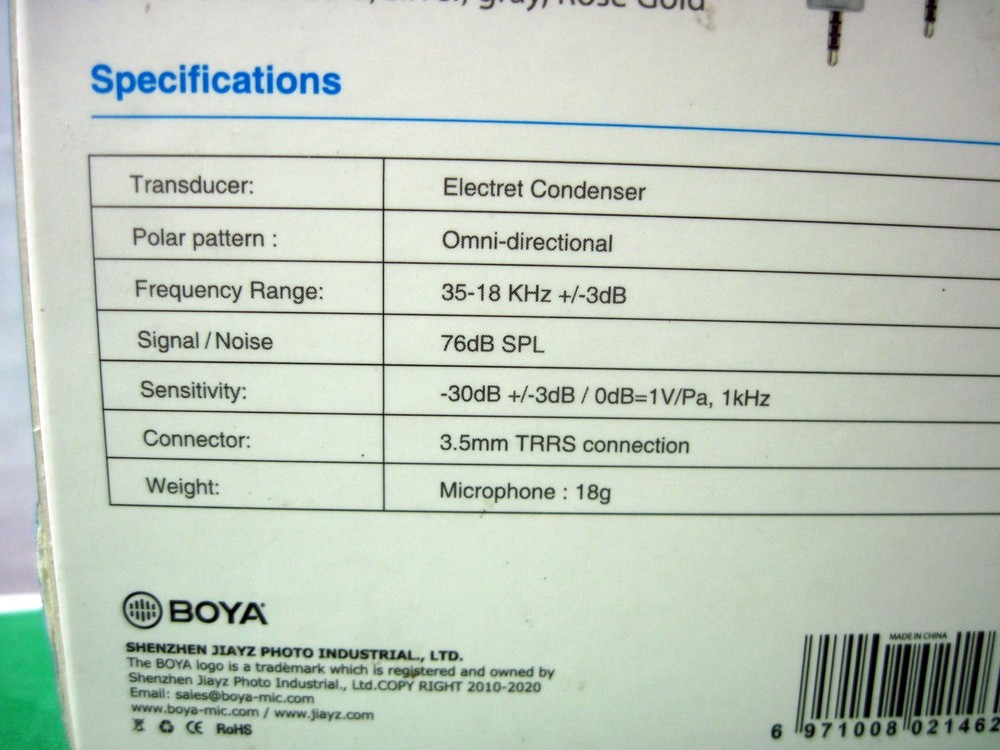 gray, Rose Gold
Specifications
Transducer: Electret Condenser
Polar pattern : Omni-directional
Frequency Range: 35-18 KHz +/-3dB
Signal / Noise 76dB SPL
Sensitivity: -30dB +/-3dB / 0dB=1V/Pa, 1kHz
Connector: 3.5mm TRRS connection
Weight: Microphone : 18g
BOYA
SHENZHEN JIAYZ PHOTO INDUSTRIAL., LTD.
The BOYA logo is a trademark which is registered and owned by
Shenzhen Jiayz Photo Industrial., Ltd.COPY RIGHT 2010-2020
Email: sales@boya-mic.com
www.boya-mic.com / www.jiayz.com
CE RoHS
MADE IN CHINA
6 971008 021462